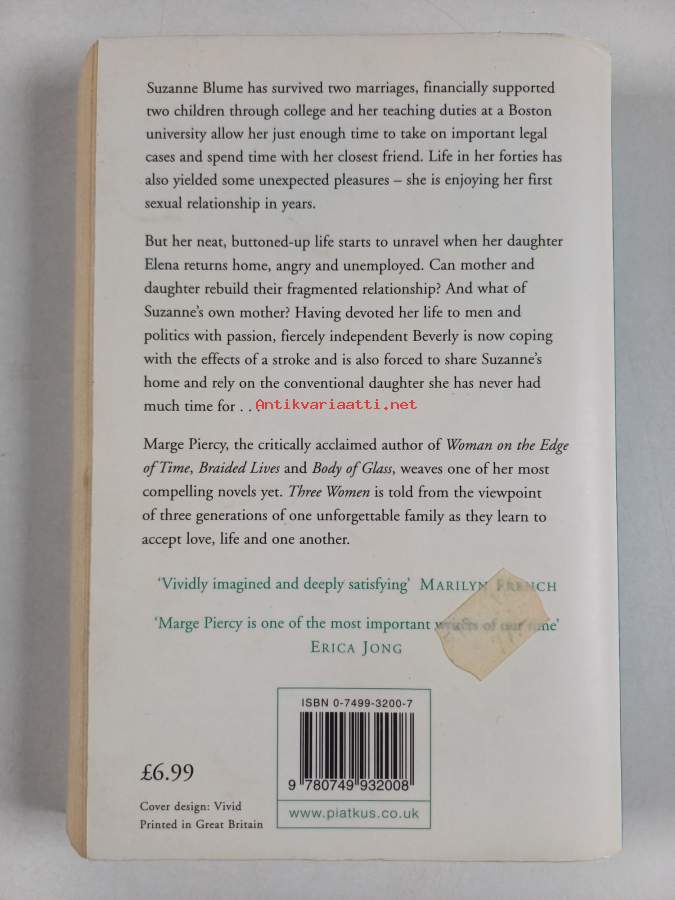 Suzanne Blume has survived two marriages, financially supported
two children through college and her teaching duties at a Boston
university allow her just enough time to take on important legal
cases and spend time with her closest friend. Life in her forties has
also yielded some unexpected pleasures – she is enjoying her first
sexual relationship in years.
But her neat, buttoned-up life starts to unravel when her daughter
Elena returns home, angry and unemployed. Can mother and
daughter rebuild their fragmented relationship? And what of
Suzanne's own mother? Having devoted her life to men and
politics with passion, fiercely independent Beverly is now coping
with the effects of a stroke and is also forced to share Suzanne's
home and rely on the conventional daughter she has never had
much time for . . Antikvariaatti.net
Marge Piercy, the critically acclaimed author of Woman on the Edge
of Time, Braided Lives and Body of Glass, weaves one of her most
compelling novels yet. Three Women is told from the viewpoint
of three generations of one unforgettable family as they learn to
accept love, life and one another.
‘Vividly imagined and deeply satisfying’ MARILYN FRENCH
‘Marge Piercy is one of the most important writers of our time’
ERICA JONG
ISBN 0-7499-3200-7
9 780749 932008
www.piatkus.co.uk
£6.99
Cover design: Vivid
Printed in Great Britain